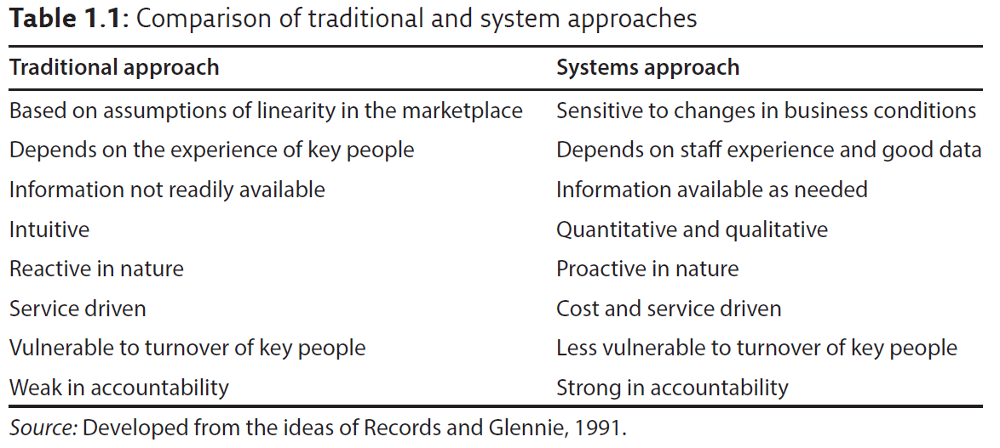 Table 1.1: Comparison of traditional and system approaches
Traditional approach Systems approach
Based on assumptions of linearity in the marketplace Sensitive to changes in business conditions
Depends on the experience of key people Depends on staff experience and good data
Information not readily available Information available as needed
Intuitive Quantitative and qualitative
Reactive in nature Proactive in nature
Service driven Cost and service driven
Vulnerable to turnover of key people Less vulnerable to turnover of key people
Weak in accountability Strong in accountability
Source: Developed from the ideas of Records and Glennie, 1991.